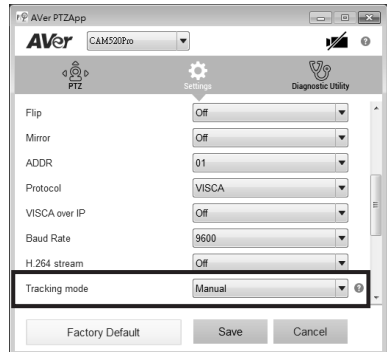 AVer PTZApp
AVer CAM520Pro
PTZ Settings Diagnostic Utility
Flip Off
Mirror Off
ADDR 01
Protocol VISCA
VISCA over IP Off
Baud Rate 9600
H.264 stream Off
Tracking mode Manual
Factory Default Save Cancel